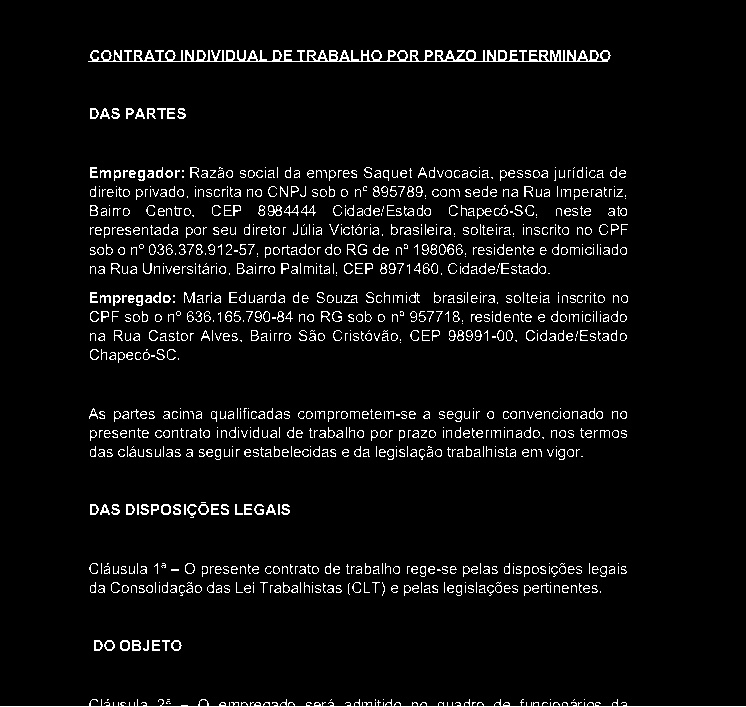 CONTRATO INDIVIDUAL DE TRABALHO POR PRAZO INDETERMINADO
DAS PARTES
Empregador: Razão social da empres Saquet Advocacia, pessoa jurídica de
direito privado, inscrita no CNPJ sob o nº 895789, com sede na Rua Imperatriz,
Bairro Centro, CEP 8984444 Cidade/Estado Chapecó-SC, neste ato
representada por seu diretor Júlia Victória, brasileira, solteira, inscrito no CPF
sob o nº 036.378.912-57, portador do RG de nº 198066, residente e domiciliado
na Rua Universitário, Bairro Palmital, CEP 8971460, Cidade/Estado.
Empregado: Maria Eduarda de Souza Schmidt brasileira, solteia inscrito no
CPF sob o nº 636.165.790-84 no RG sob o nº 957718, residente e domiciliado
na Rua Castor Alves, Bairro São Cristóvão, CEP 98991-00, Cidade/Estado
Chapecó-SC.
As partes acima qualificadas comprometem-se a seguir o convencionado no
presente contrato individual de trabalho por prazo indeterminado, nos termos
das cláusulas a seguir estabelecidas e da legislação trabalhista em vigor.
DAS DISPOSIÇÕES LEGAIS
Cláusula 1ª – O presente contrato de trabalho rege-se pelas disposições legais
da Consolidação das Lei Trabalhistas (CLT) e pelas legislações pertinentes.
DO OBJETO
Cláusula 2ª – O empregado será admitido no quadro de funcionários da